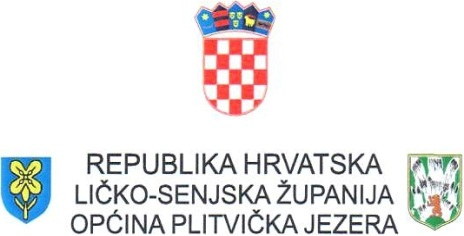 REPUBLIKA HRVATSKA
LIČKO-SENJSKA ŽUPANIJA
OPĆINA PLITVIČKA JEZERA